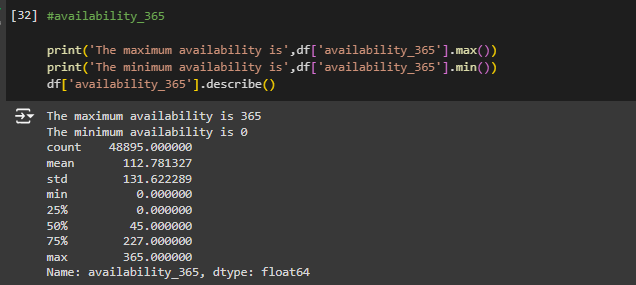 [32] #availability_365
print('The maximum availability is',df['availability_365'].max())
print('The minimum availability is',df['availability_365'].min())
df['availability_365'].describe()
The maximum availability is 365
The minimum availability is 0
count    48895.000000
mean       112.781327
std        131.622289
min          0.000000
25%          0.000000
50%         45.000000
75%        227.000000
max        365.000000
Name: availability_365, dtype: float64